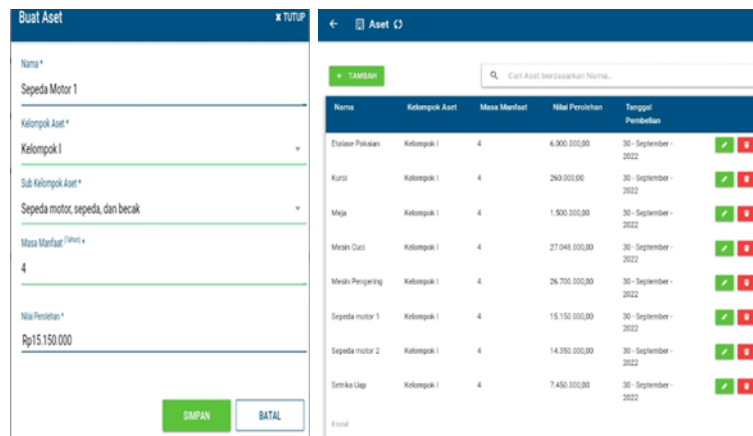 Buat Aset
X TUTUP
Nama *
Sepeda Motor 1
Kelompok Aset *
Kelompok I
Sub Kelompok Aset *
Sepeda motor, sepeda, dan becak
Masa Manfaat (Tahun) *
4
Nilai Perolehan *
Rp15.150.000
SIMPAN BATAL
Aset
+ TAMBAH
Cari Aset berdasarkan Nama..
Nama Kelompok Aset Masa Manfaat Nilai Perolehan Tanggal
Pembelian
Etalase Pakaian Kelompok I 4 6.000.000,00 30 - September -
2022
Kursi Kelompok I 4 260.000,00 30 - September -
2022
Meja Kelompok I 4 1.500.000,00 30 - September -
2022
Mesin Cuci Kelompok I 4 27.048.000,00 30 - September -
2022
Mesin Pengering Kelompok I 4 26.700.000,00 30 - September -
2022
Sepeda motor 1 Kelompok I 4 15.150.000,00 30 - September -
2022
Sepeda motor 2 Kelompok I 4 14.350.000,00 30 - September -
2022
Setrika Uap Kelompok I 4 7.450.000,00 30 - September -
2022
8 total